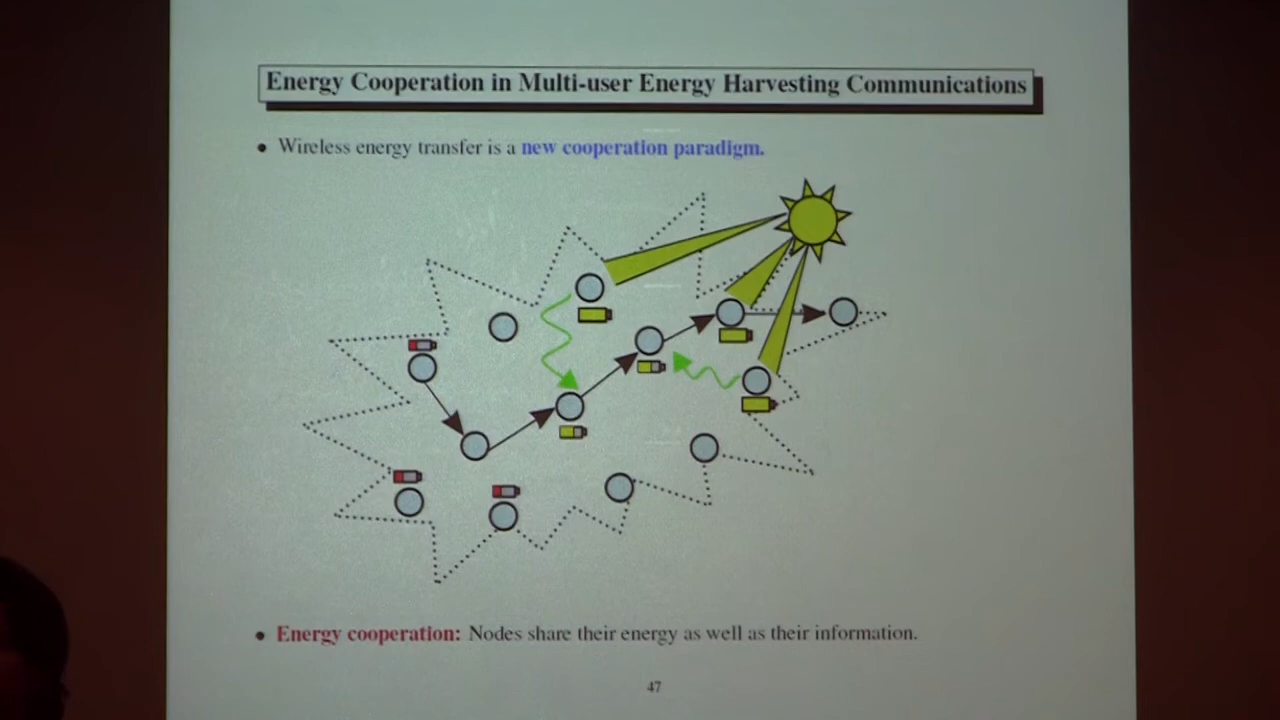 Energy Cooperation in Multi-user Energy Harvesting Communications
• Wireless energy transfer is a new cooperation paradigm.
• Energy cooperation: Nodes share their energy as well as their information.
47